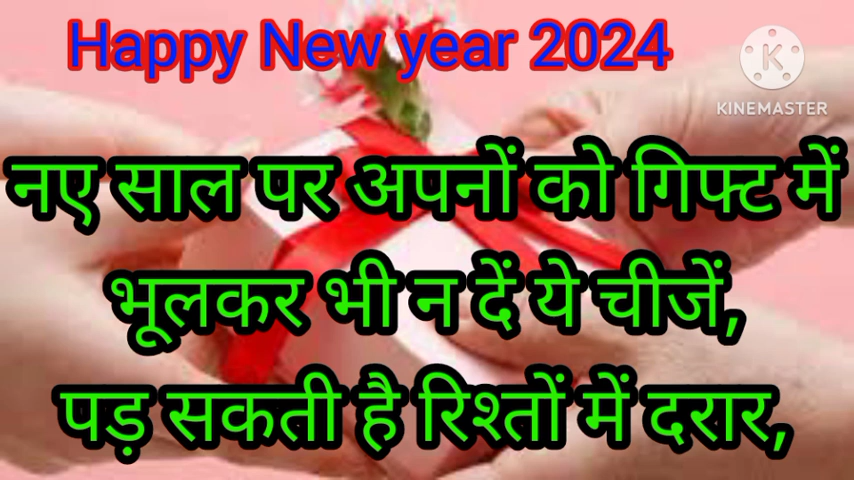 Happy New year 2024
KINEMASTER
नए साल पर अपनों को गिफ्ट में
भूलकर भी न दें ये चीजें,
पड़ सकती है रिश्तों में दरार,